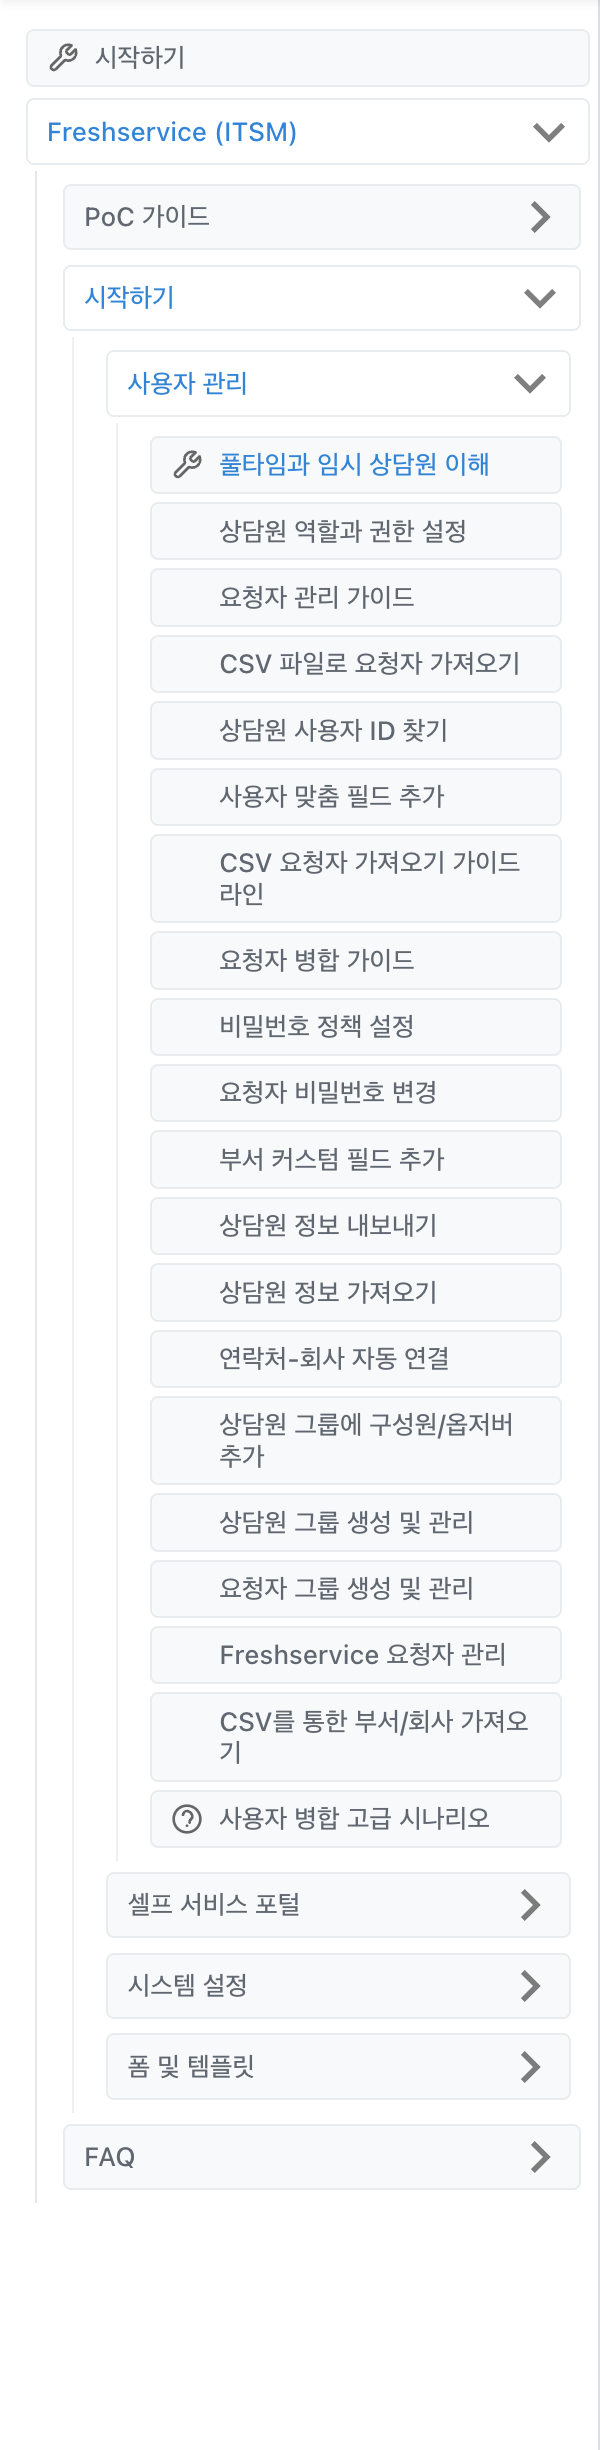 시작하기
Freshservice (ITSM)
PoC 가이드
시작하기
사용자 관리
풀타임과 임시 상담원 이해
상담원 역할과 권한 설정
요청자 관리 가이드
CSV 파일로 요청자 가져오기
상담원 사용자 ID 찾기
사용자 맞춤 필드 추가
CSV 요청자 가져오기 가이드
라인
요청자 병합 가이드
비밀번호 정책 설정
요청자 비밀번호 변경
부서 커스텀 필드 추가
상담원 정보 내보내기
상담원 정보 가져오기
연락처-회사 자동 연결
상담원 그룹에 구성원/옵저버
추가
상담원 그룹 생성 및 관리
요청자 그룹 생성 및 관리
Freshservice 요청자 관리
CSV를 통한 부서/회사 가져오
기
사용자 병합 고급 시나리오
셀프 서비스 포털
시스템 설정
폼 및 템플릿
FAQ